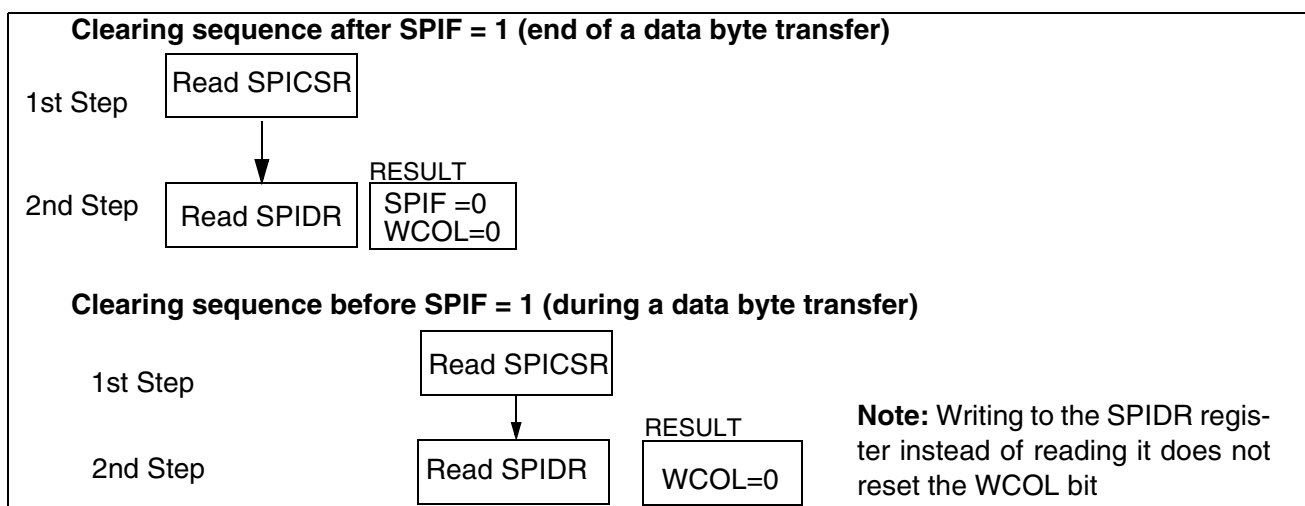 Clearing sequence after SPIF = 1 (end of a data byte transfer)
1st Step
Read SPICSR
RESULT
2nd Step
Read SPIDR
SPIF =0
WCOL=0
Clearing sequence before SPIF = 1 (during a data byte transfer)
1st Step
Read SPICSR
RESULT
2nd Step
Read SPIDR
WCOL=0
Note: Writing to the SPIDR regis-
ter instead of reading it does not
reset the WCOL bit